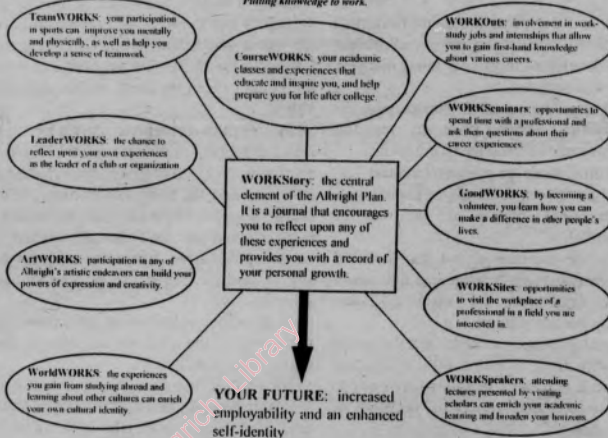 Putting knowledge to work.
TeamWORKS: your participation
in sports can improve you mentally
and physically, as well as help you
develop a sense of teamwork.
CourseWORKS: your academic
classes and experiences that
educate and inspire you, and help
prepare you for life after college.
WORKOuts: involvement in work-
study jobs and internships that allow
you to gain first-hand knowledge
about various careers.
WORKSeminars: opportunities to
spend time with a professional and
ask them questions about their
career experiences.
LeaderWORKS: the chance to
reflect upon your own experiences
as the leader of a club or organization
WORKStory: the central
element of the Albright Plan.
It is a journal that encourages
you to reflect upon any of
these experiences and
provides you with a record of
your personal growth.
GoodWORKS: by becoming a
volunteer, you learn how you can
make a difference in other people's
lives.
ArtWORKS: participation in any of
Albright's artistic endeavors can build your
powers of expression and creativity.
WORKSites: opportunities
to visit the workplace of a
professional in a field you are
interested in.
WorldWORKS: the experiences
you gain from studying abroad and
learning about other cultures can enrich
your own cultural identity.
WORKSpeakers: attending
lectures presented by visiting
scholars can enrich your academic
learning and broaden your horizons.
YOUR FUTURE: increased
employability and an enhanced
self-identity
Library